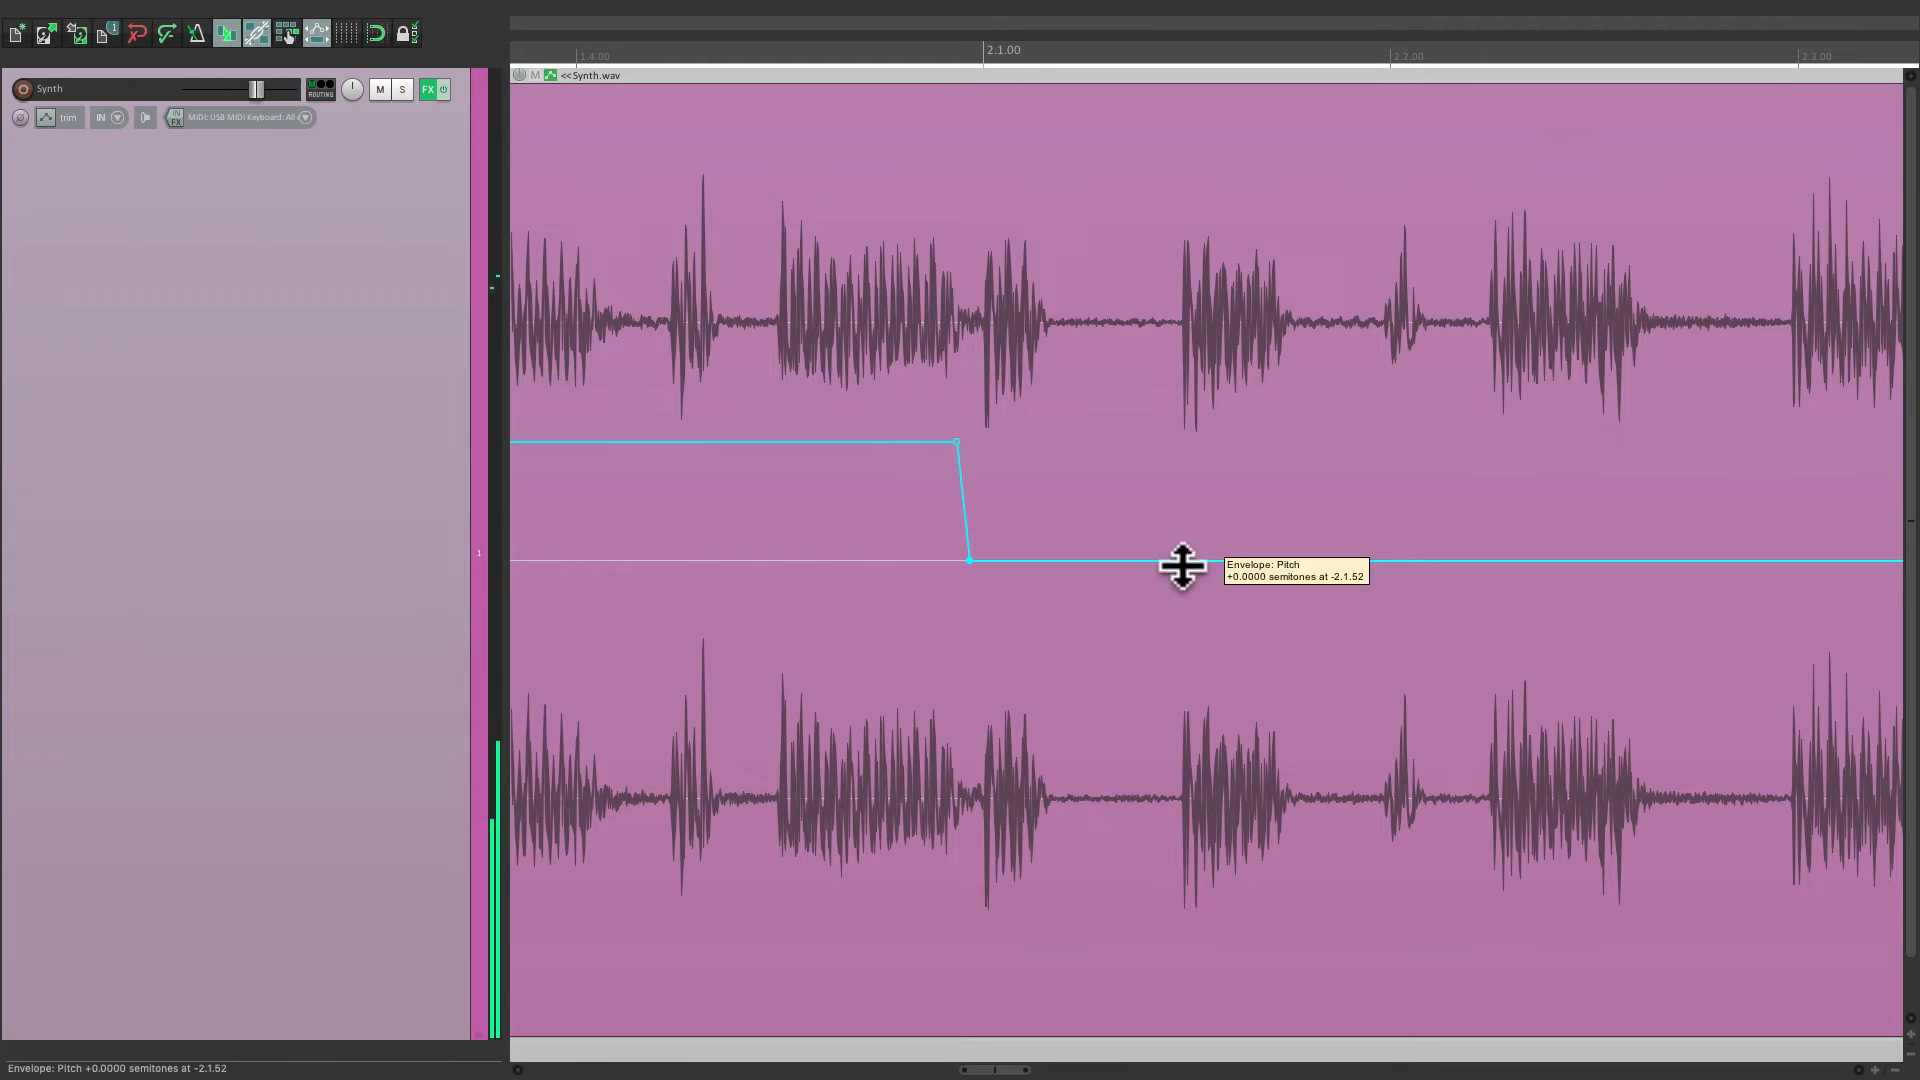 1.4.00
2.1.00
2.2.00
2.3.00
M <<Synth.wav
Synth
ROUTING
M S FX
trim
IN
IN FX
MIDI: USB MIDI Keyboard: All
1
Envelope: Pitch
+0.0000 semitones at -2.1.52
Envelope: Pitch +0.0000 semitones at -2.1.52